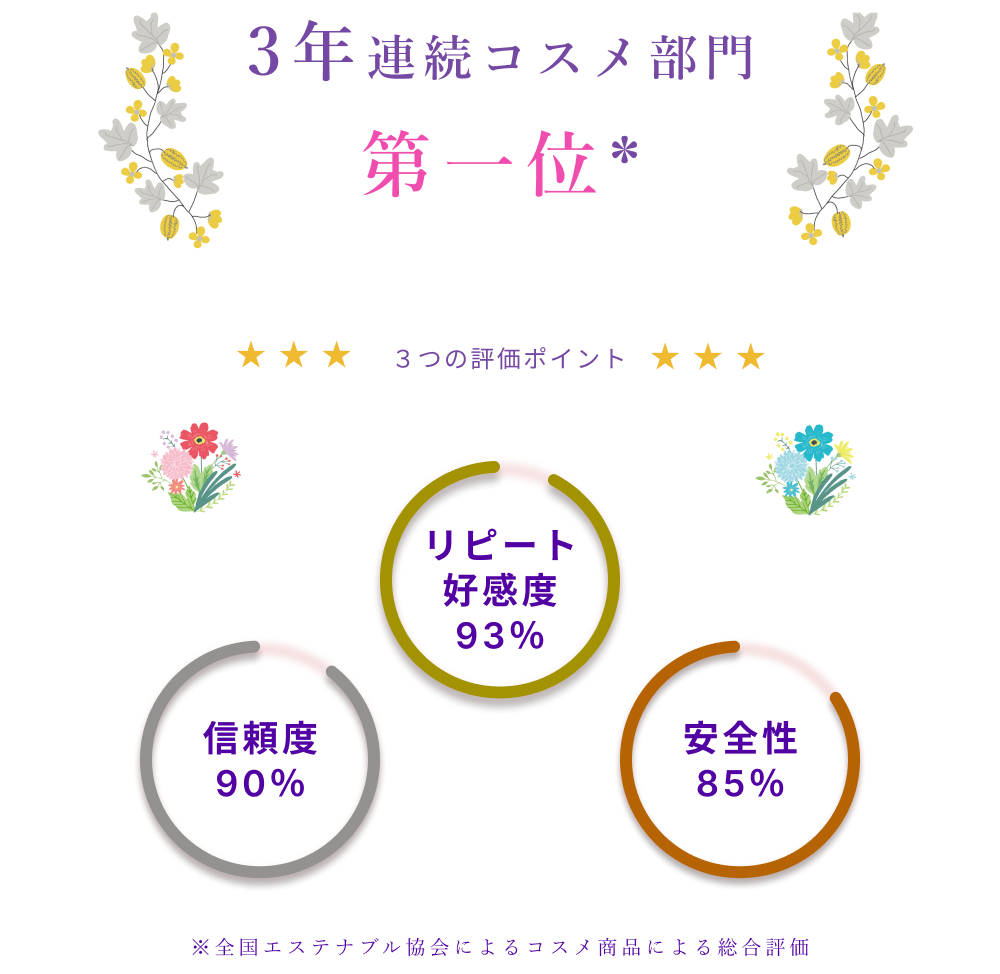 3年連続コスメ部門
第一位*
★★★ 3つの評価ポイント ★★★
リピート
好感度
93%
信頼度
90%
安全性
85%
※全国エステナブル協会によるコスメ商品による総合評価